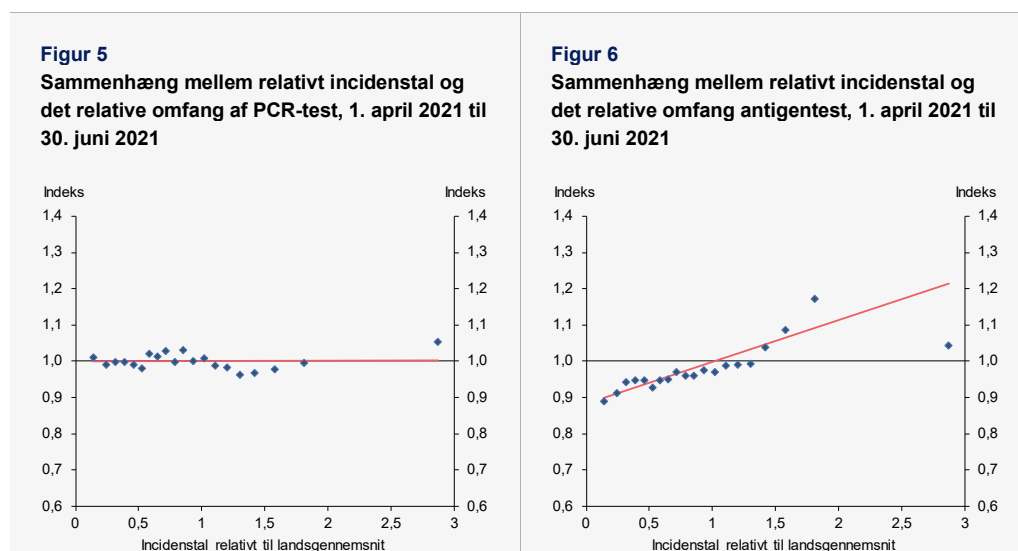 Figur 5
Sammenhæng mellem relativt incidenstal og
det relative omfang af PCR-test, 1. april 2021 til
30. juni 2021
Indeks Indeks
1,4 1,4
1,3 1,3
1,2 1,2
1,1 1,1
1,0 1,0
0,9 0,9
0,8 0,8
0,7 0,7
0,6 0,6
0 0,5 1 1,5 2 2,5 3
Incidenstal relativt til landsgennemsnit
Figur 6
Sammenhæng mellem relativt incidenstal og
det relative omfang antigentest, 1. april 2021 til
30. juni 2021
Indeks Indeks
1,4 1,4
1,3 1,3
1,2 1,2
1,1 1,1
1,0 1,0
0,9 0,9
0,8 0,8
0,7 0,7
0,6 0,6
0 0,5 1 1,5 2 2,5 3
Incidenstal relativt til landsgennemsnit